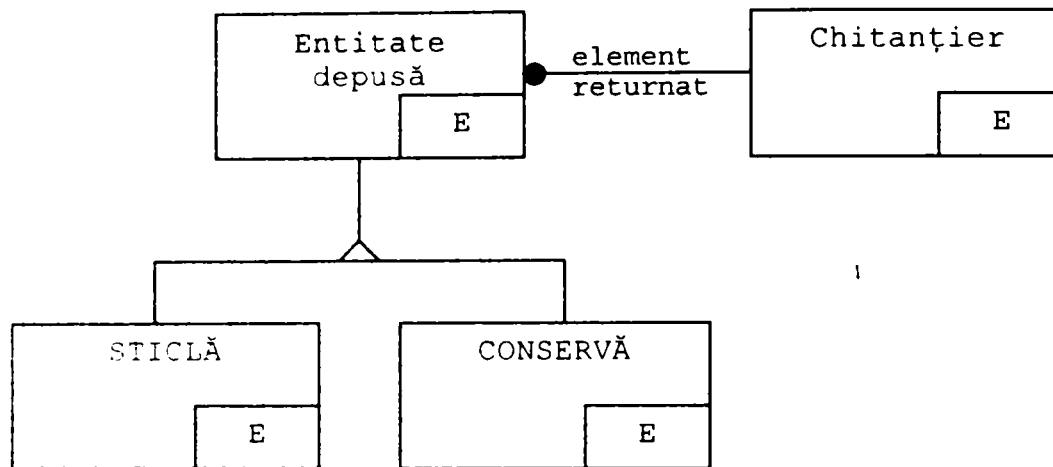 Entitate
depusă
E
element
returnat
Chitanțier
E
STICLĂ
E
CONSERVĂ
E